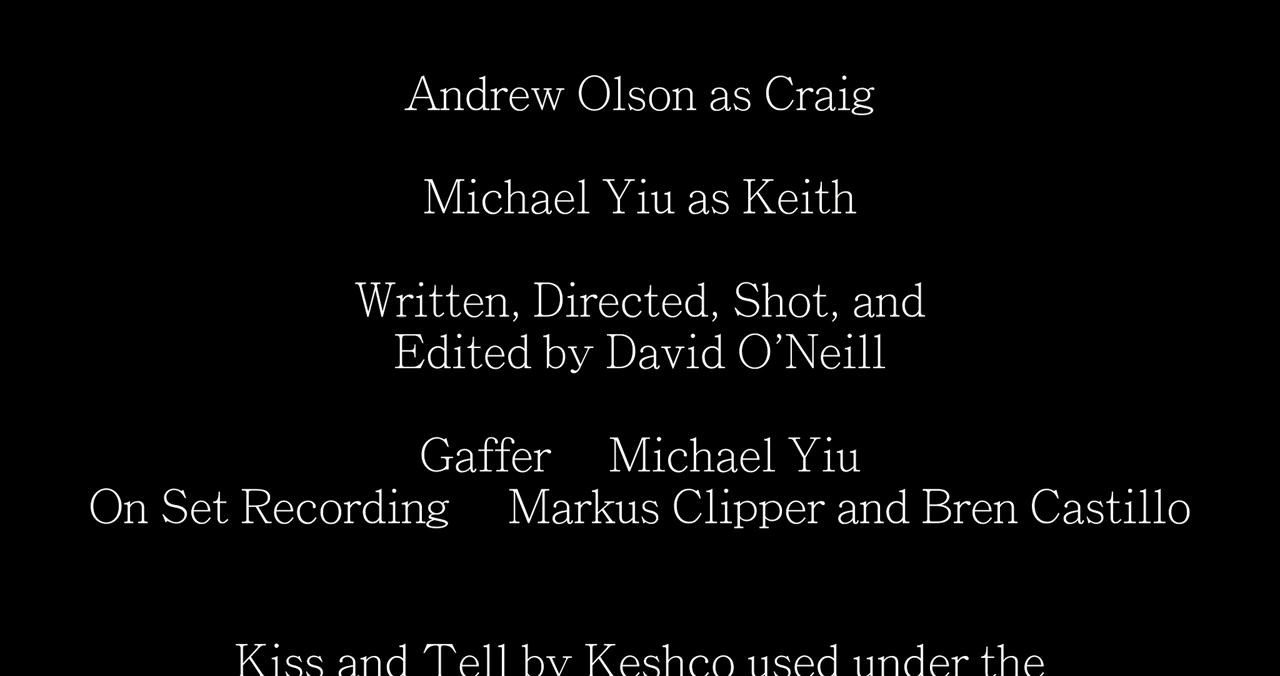 Andrew Olson as Craig
Michael Yiu as Keith
Written, Directed, Shot, and
Edited by David O’Neill
Gaffer Michael Yiu
On Set Recording Markus Clipper and Bren Castillo
Kiss and Tell by Keshco used under the